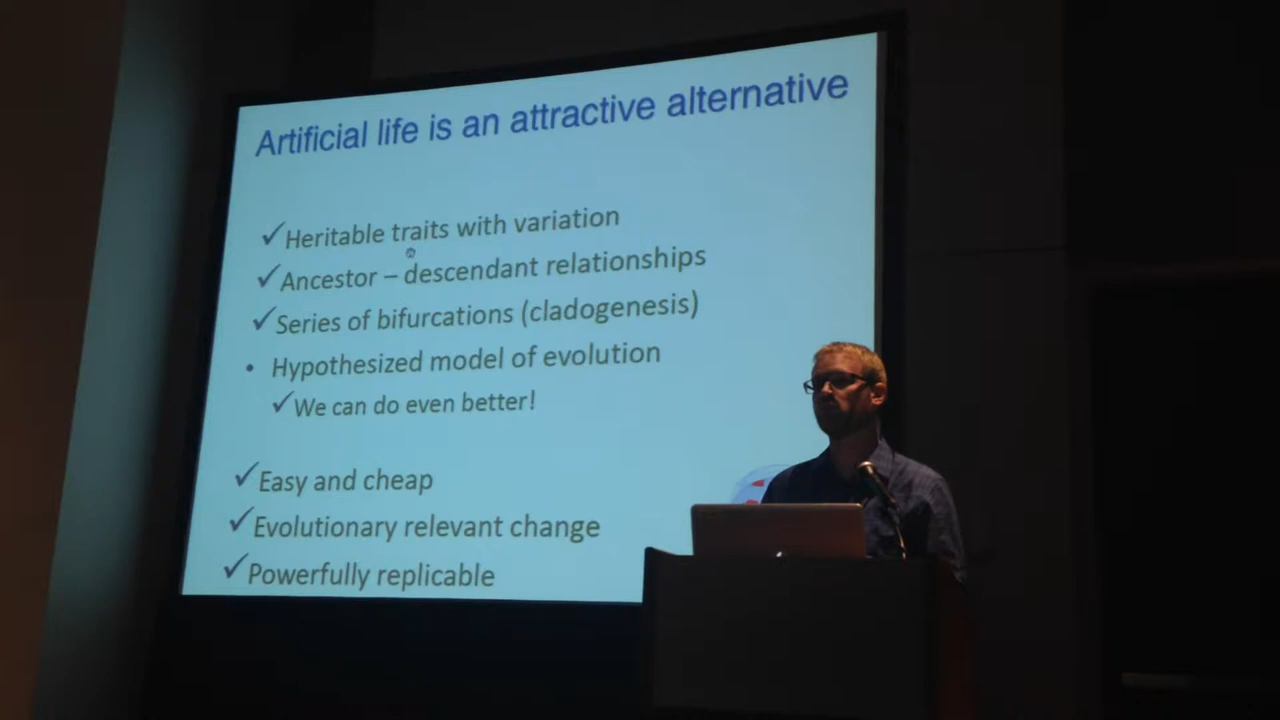 Artificial life is an attractive alternative
✓Heritable traits with variation
✓Ancestor – descendant relationships
✓Series of bifurcations (cladogenesis)
• Hypothesized model of evolution
✓We can do even better!
✓Easy and cheap
✓Evolutionary relevant change
✓Powerfully replicable